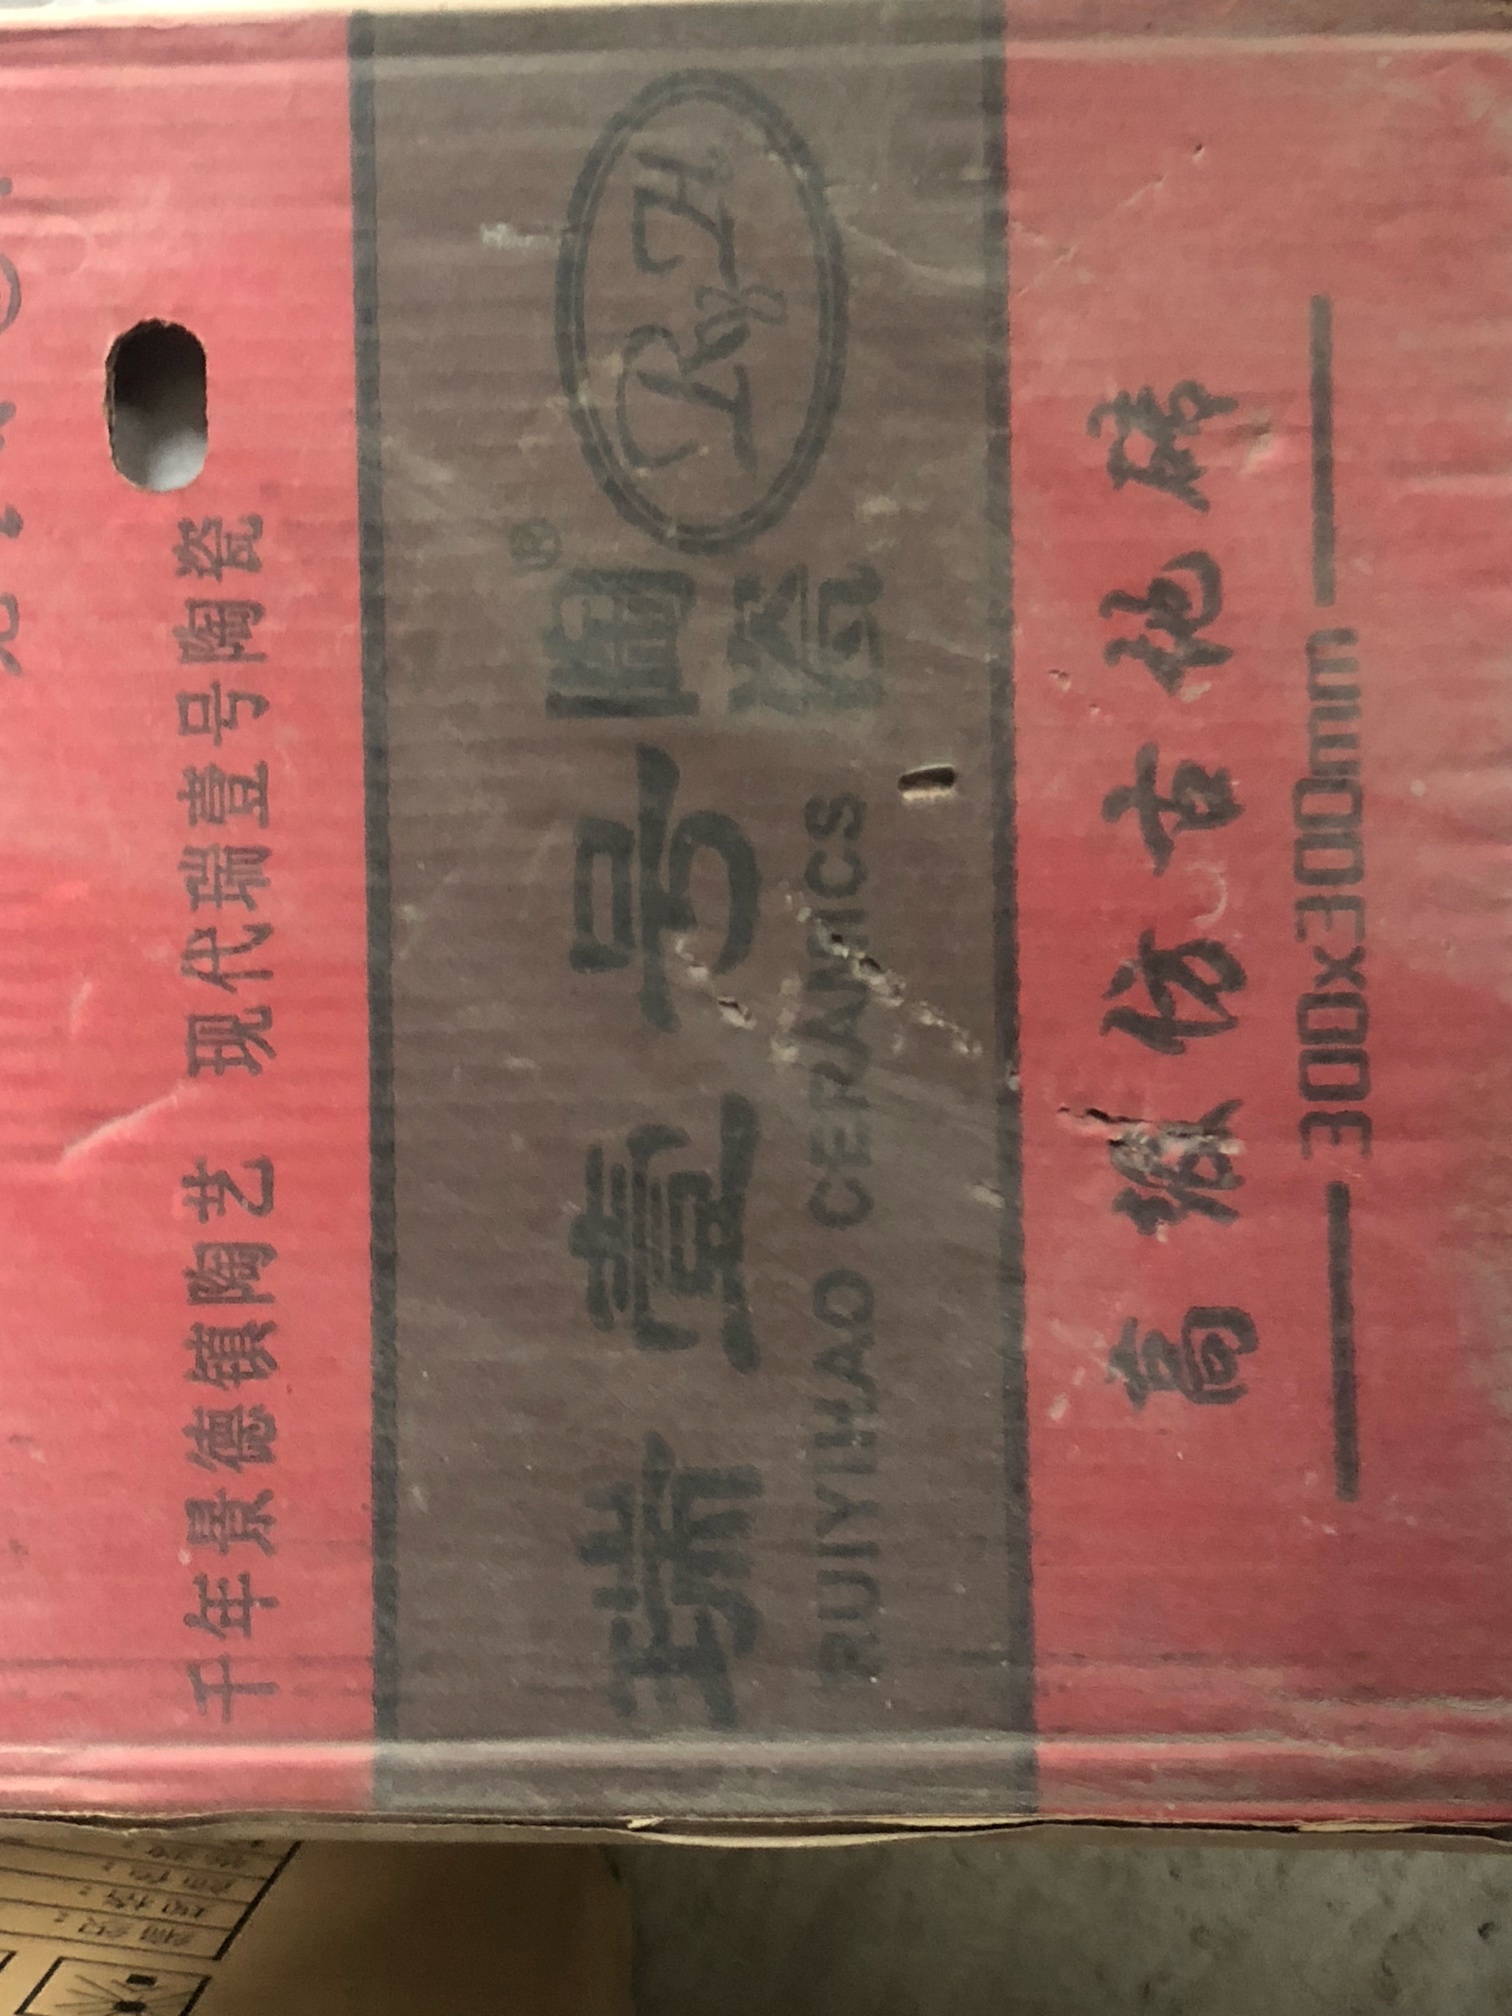 千年景德镇陶艺 现代瑞壹号陶瓷
瑞壹号
陶瓷®
RyH
RUIYIHAO CERAMICS
高级仿古地砖
300x300mm